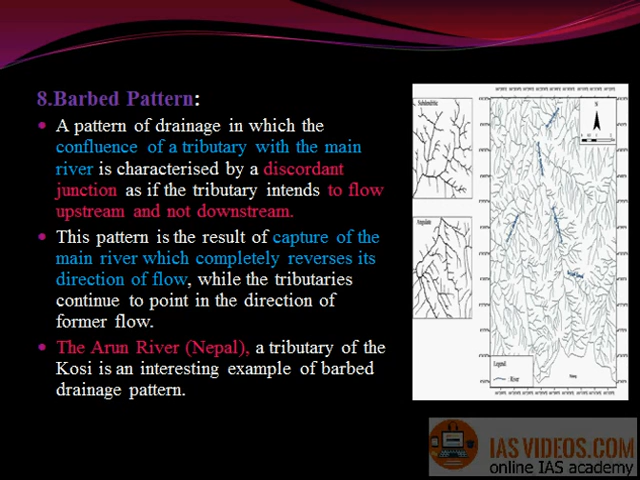 8.Barbed Pattern:
A pattern of drainage in which the
confluence of a tributary with the main
river is characterised by a discordant
junction as if the tributary intends to flow
upstream and not downstream.
This pattern is the result of capture of the
main river which completely reverses its
direction of flow, while the tributaries
continue to point in the direction of
former flow.
The Arun River (Nepal), a tributary of the
Kosi is an interesting example of barbed
drainage pattern.
Subdendritic
Angulate
N
Legend
River
IASVIDEOS.COM
online IAS academy